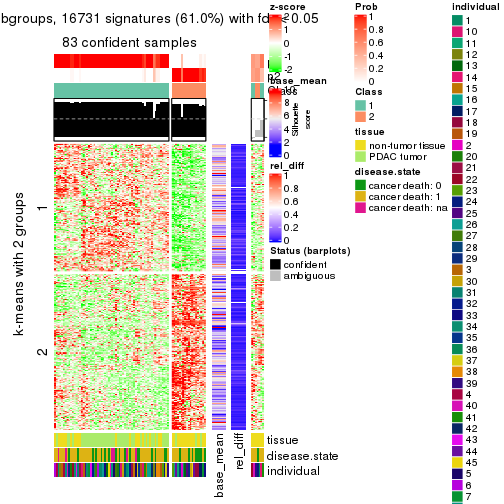 bgroups, 16731 signatures (61.0%) with fd 0.05
83 confident samples
k-means with 2 groups
1
2
p2
Class
Silhouette
score
tissue
disease.state
individual
base_mean
rel_diff
z-score
2
1
0
-1
-2
base_mean
10
8
6
4
2
0
rel_diff
1
0.8
0.6
0.4
0.2
0
Status (barplots)
confident
ambiguous
Prob
1
0.8
0.6
0.4
0.2
0
Class
1
2
tissue
non-tumor tissue
PDAC tumor
disease.state
cancer death: 0
cancer death: 1
cancer death: na
individual
1
10
11
12
13
14
15
16
17
18
19
2
20
21
22
23
24
25
26
27
28
29
3
30
31
32
33
34
35
36
37
38
39
4
40
41
42
43
44
45
5
6
7